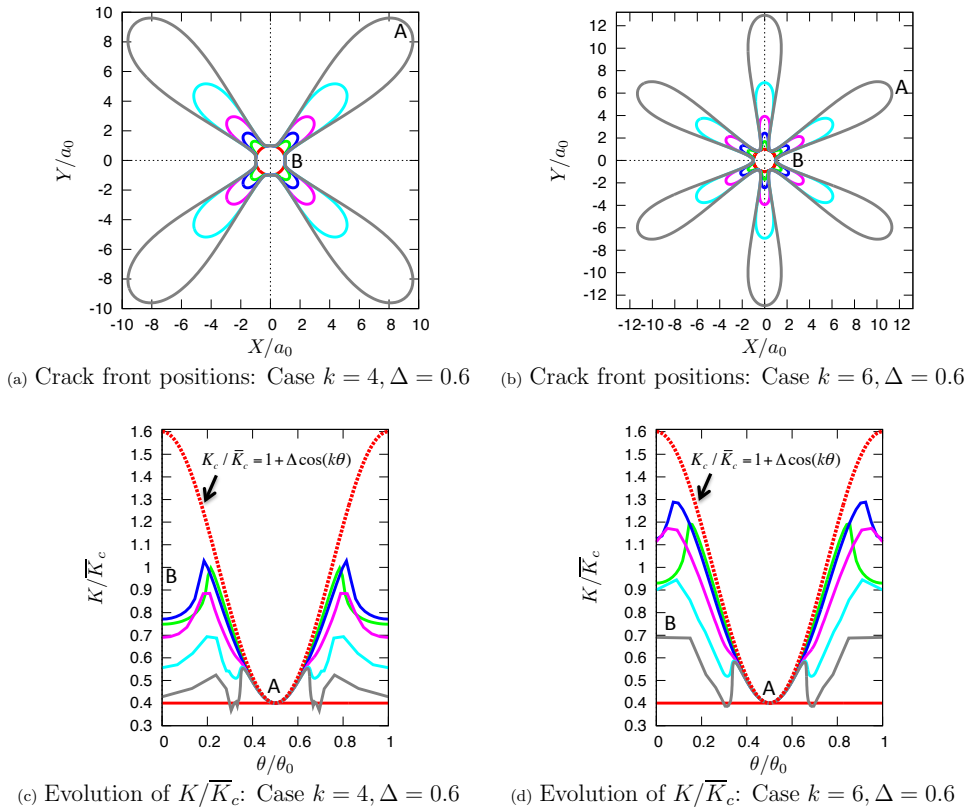 10
8
6
4
2
0
-2
-4
-6
-8
-10
Y/a₀
A
B
-10 -8 -6 -4 -2 0 2 4 6 8 10
X/a₀
(a) Crack front positions: Case k = 4, Δ = 0.6
12
10
8
6
4
2
0
-2
-4
-6
-8
-10
-12
Y/a₀
A
B
-12 -10 -8 -6 -4 -2 0 2 4 6 8 10 12
X/a₀
(b) Crack front positions: Case k = 6, Δ = 0.6
1.6
1.5
1.4
1.3
1.2
1.1
1
0.9
0.8
0.7
0.6
0.5
0.4
0.3
K/K̅c
K_c / K̅_c = 1 + Δcos(kθ)
B
A
0 0.2 0.4 0.6 0.8 1
θ/θ₀
(c) Evolution of K/K̅c: Case k = 4, Δ = 0.6
1.6
1.5
1.4
1.3
1.2
1.1
1
0.9
0.8
0.7
0.6
0.5
0.4
0.3
K/K̅c
K_c / K̅_c = 1 + Δcos(kθ)
B
A
0 0.2 0.4 0.6 0.8 1
θ/θ₀
(d) Evolution of K/K̅c: Case k = 6, Δ = 0.6